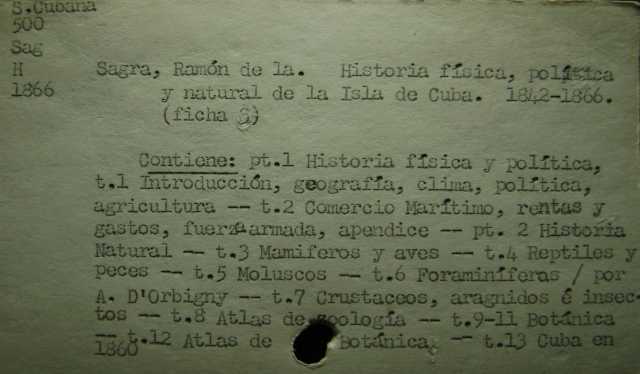 S.Cubana
500
Sag
H
1866
Sagra, Ramón de la. Historia física, política
y natural de la Isla de Cuba. 1842-1866.
(ficha 2)
Contiene: pt.1 Historia física y política,
t.1 Introducción, geografía, clima, política,
agricultura -- t.2 Comercio Marítimo, rentas y
gastos, fuerza armada, apendice -- pt. 2 Historia
Natural -- t.3 Mamiferos y aves -- t.4 Reptiles y
peces -- t.5 Moluscos -- t.6 Foraminíferas / por
A. D'Orbigny -- t.7 Crustaceos, aragnidos é insec-
tos -- t.8 Atlas de zoología -- t.9-11 Botánica
-- t.12 Atlas de Botánica, -- t.13 Cuba en
1860